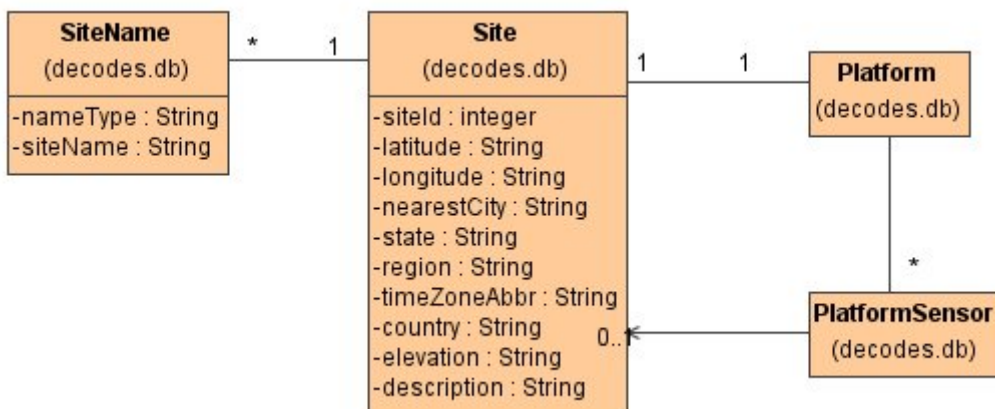 SiteName
(decodes.db)
-nameType : String
-siteName : String
*
1
Site
(decodes.db)
-siteId : integer
-latitude : String
-longitude : String
-nearestCity : String
-state : String
-region : String
-timeZoneAbbr : String
-country : String
-elevation : String
-description : String
1
1
Platform
(decodes.db)
*
0..1
PlatformSensor
(decodes.db)